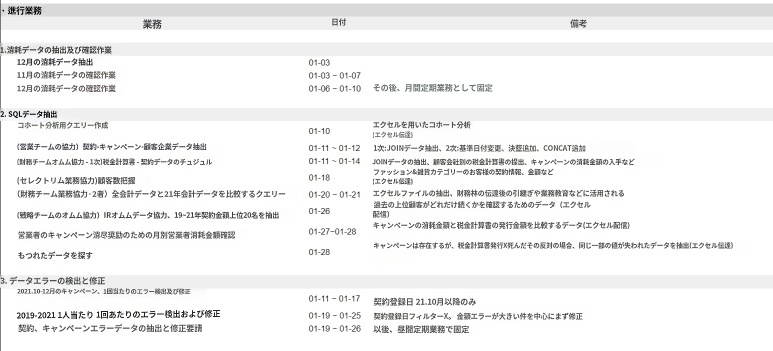 ・進行業務
業務 日付 備考
1.消耗データの抽出及び確認作業
12月の消耗データ抽出 01-03
11月の消耗データの確認作業 01-03 ~ 01-07
12月の消耗データの確認作業 01-06 ~ 01-10 その後、月間定期業務として固定
2. SQLデータ抽出
コホート分析用クエリー作成 01-10 エクセルを用いたコホート分析
(エクセル伝達)
(営業チームの協力）契約-キャンペーン-顧客企業データ抽出 01-11 ~ 01-12 1次:JOINデータ抽出、2次:基準日付変更、決整追加、CONCAT追加
(財務チームオムム協力 - 1次)税金計算書 - 契約データのチュジュル 01-11 ~ 01-14 JOINデータの抽出、顧客会社別の税金計算書の提出、キャンペーンの消耗金額の入手など
(セレクトリム業務協力)顧客数把握 01-18 ファッション&雑貨カテゴリーのお客様の契約情報、金額など
(エクセル伝達)
（財務チーム業務協力-2者）全会計データと21年会計データを比較するクエリー 01-20 ~ 01-21 エクセルファイルの抽出、財務林の伝達後の引継ぎや業務教育などに活用される
(戦略チームのオムム協力）IRオムムデータ協力、19~21年契約金額上位20名を抽出 01-26 過去の上位顧客がどれだけ続くかを確認するためのデータ（エクセル
配信)
営業者のキャンペーン消尽奨励のための月別営業者消耗金額確認 01-27~01-28 キャンペーンの消耗金額と税金計算書の発行金額を比較するデータ(エクセル配信)
もつれたデータを探す 01-28 キャンペーンは存在するが、税金計算書発行X死んだその反対の場合、同じ一部の値が失われたデータを抽出(エクセル伝達)
3. データエラーの検出と修正
2021.10-12月のキャンペーン、1回当たりのエラー検出及び修正 01-11 ~ 01-17 契約登録日 21.10月以降のみ
2019-2021 1人当たり 1回あたりのエラー検出および修正 01-19 ~ 01-25 契約登録日フィルターX。金額エラーが大きい件を中心にまず修正
契約、キャンペーンエラーデータの抽出と修正要請 01-19 ~ 01-26 以後、昼間定期業務で固定